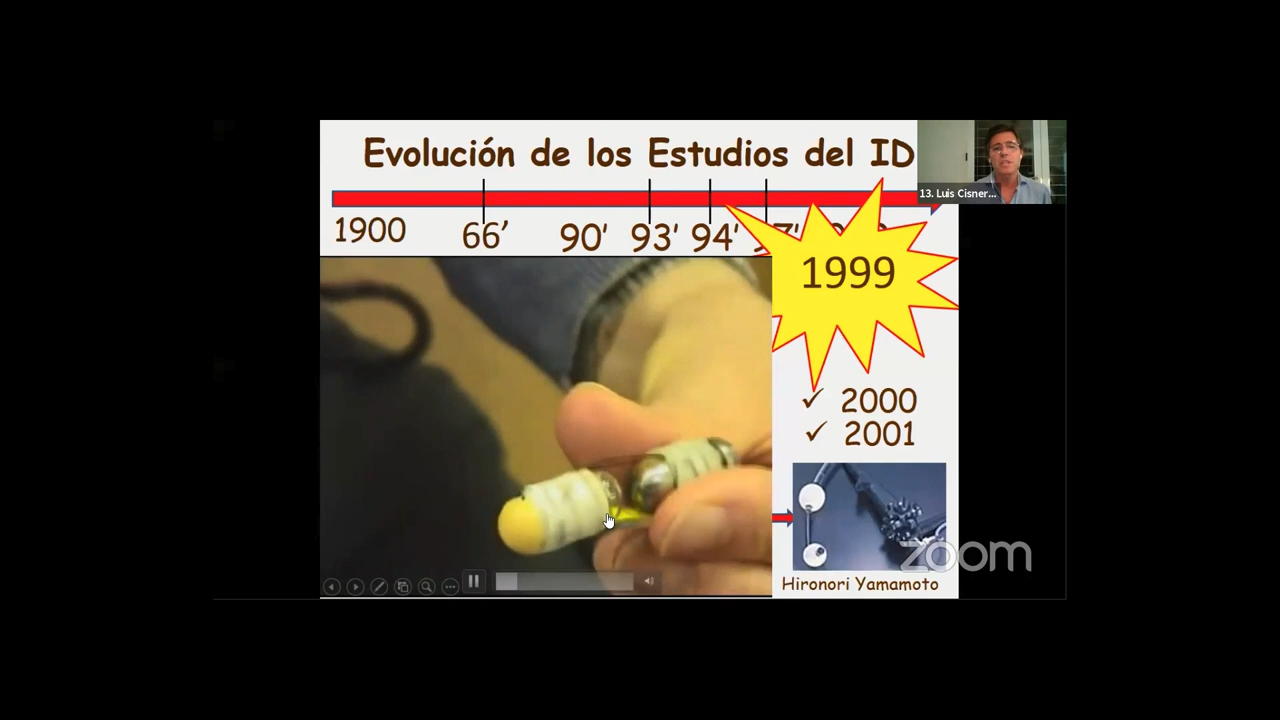 Evolución de los Estudios del ID
13. Luis Cisner...
1900 66’ 90’ 93’ 94’
1999
✓ 2000
✓ 2001
zoom
Hironori Yamamoto